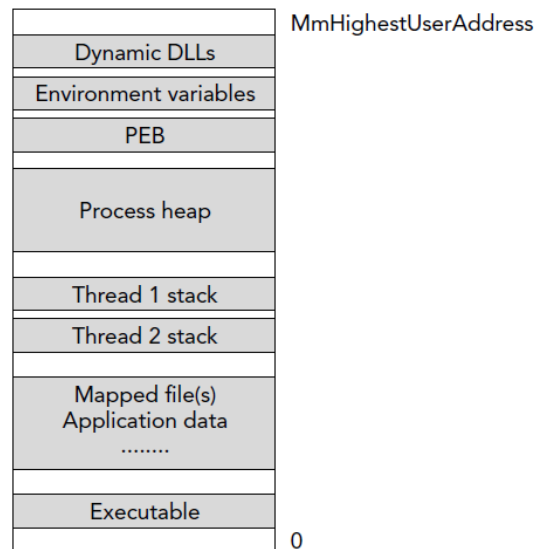 MmHighestUserAddress
Dynamic DLLs
Environment variables
PEB
Process heap
Thread 1 stack
Thread 2 stack
Mapped file(s)
Application data
........
Executable
0